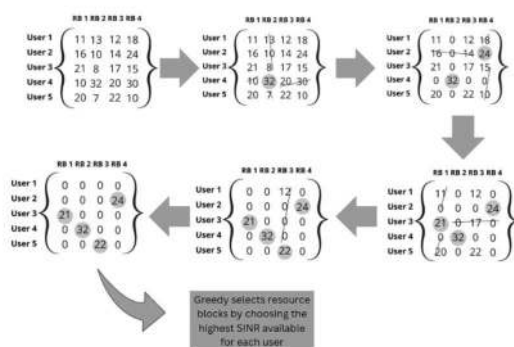 RB 1 RB 2 RB 3 RB 4
User 1 11 13 12 18
User 2 16 10 14 24
User 3 21 8 17 15
User 4 10 32 20 30
User 5 20 7 22 10
RB 1 RB 2 RB 3 RB 4
User 1 11 13 12 18
User 2 16 10 14 24
User 3 21 8 17 15
User 4 10 32 20 30
User 5 20 7 22 10
RB 1 RB 2 RB 3 RB 4
User 1 11 0 12 18
User 2 16 0 14 24
User 3 21 0 17 15
User 4 0 32 0 0
User 5 20 0 22 10
RB 1 RB 2 RB 3 RB 4
User 1 0 0 0 0
User 2 0 0 0 24
User 3 21 0 0 0
User 4 0 32 0 0
User 5 0 0 22 0
RB 1 RB 2 RB 3 RB 4
User 1 0 0 12 0
User 2 0 0 0 24
User 3 21 0 0 0
User 4 0 32 0 0
User 5 0 0 22 0
RB 1 RB 2 RB 3 RB 4
User 1 11 0 12 0
User 2 0 0 0 24
User 3 21 0 17 0
User 4 0 32 0 0
User 5 20 0 22 0
Greedy selects resource
blocks by choosing the
highest SINR available
for each user